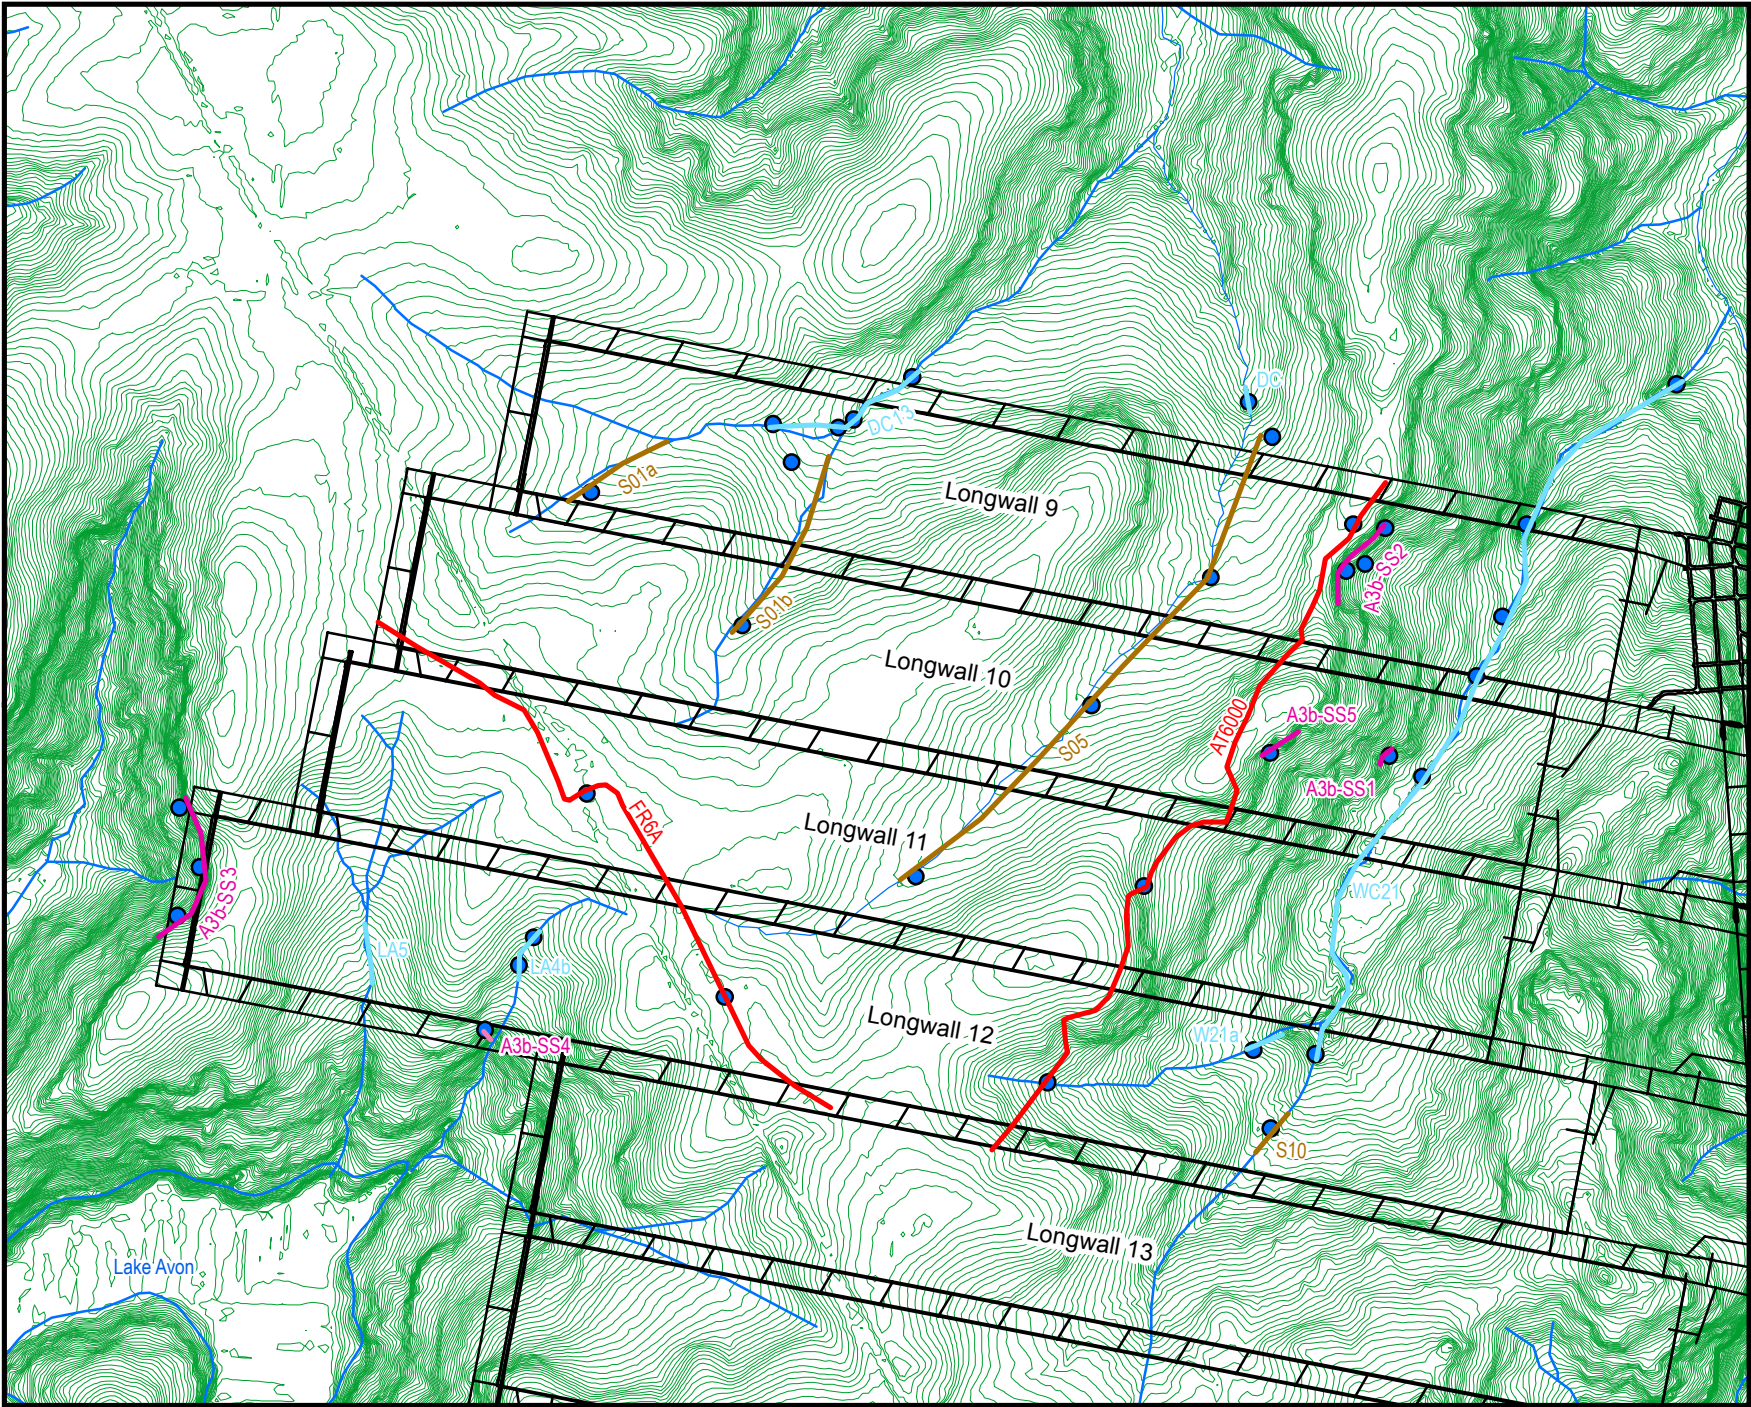 DC
DC13
S01a
Longwall 9
A3b-SS2
S01b
Longwall 10
A3b-SS5
AT6000
S05
A3b-SS1
FR6A
Longwall 11
WC21
A3b-SS3
LA5
LA4b
Longwall 12
W21a
A3b-SS4
S10
Longwall 13
Lake Avon